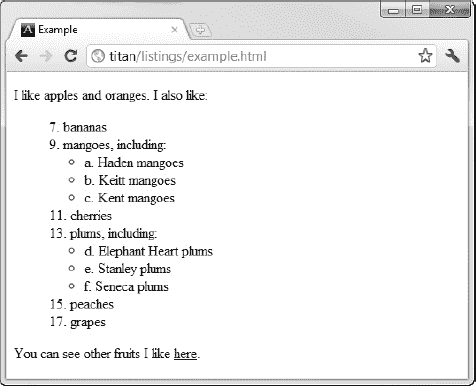 A Example
titan/listings/example.html
I like apples and oranges. I also like:
7. bananas
9. mangoes, including:
a. Haden mangoes
b. Keitt mangoes
c. Kent mangoes
11. cherries
13. plums, including:
d. Elephant Heart plums
e. Stanley plums
f. Seneca plums
15. peaches
17. grapes
You can see other fruits I like here.